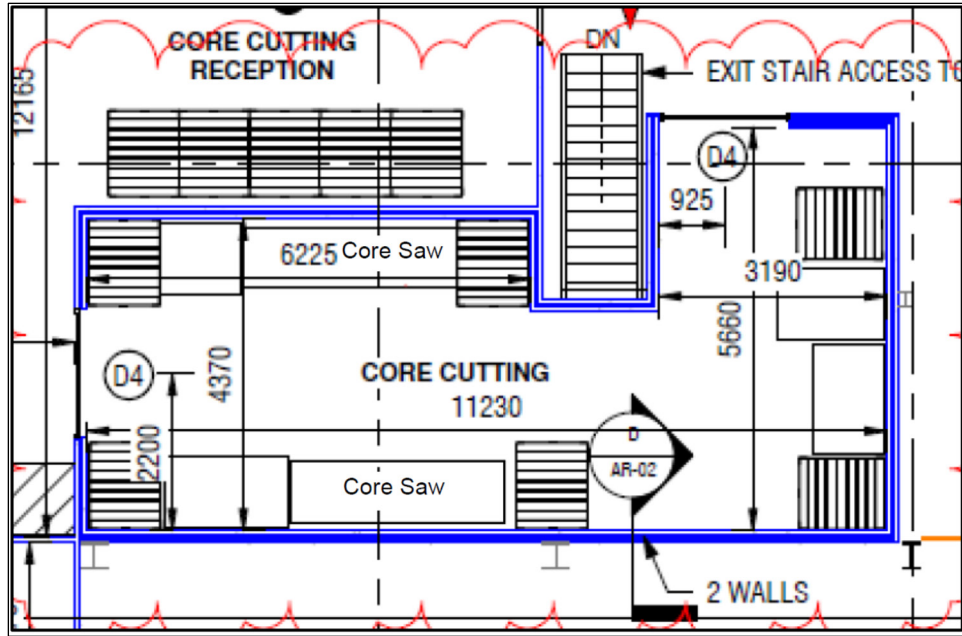 CORE CUTTING
RECEPTION
DN
EXIT STAIR ACCESS TO
12165
D4
925
6225 Core Saw
3190
5660
4370
D4
CORE CUTTING
11230
2200
D
AR-02
Core Saw
2 WALLS